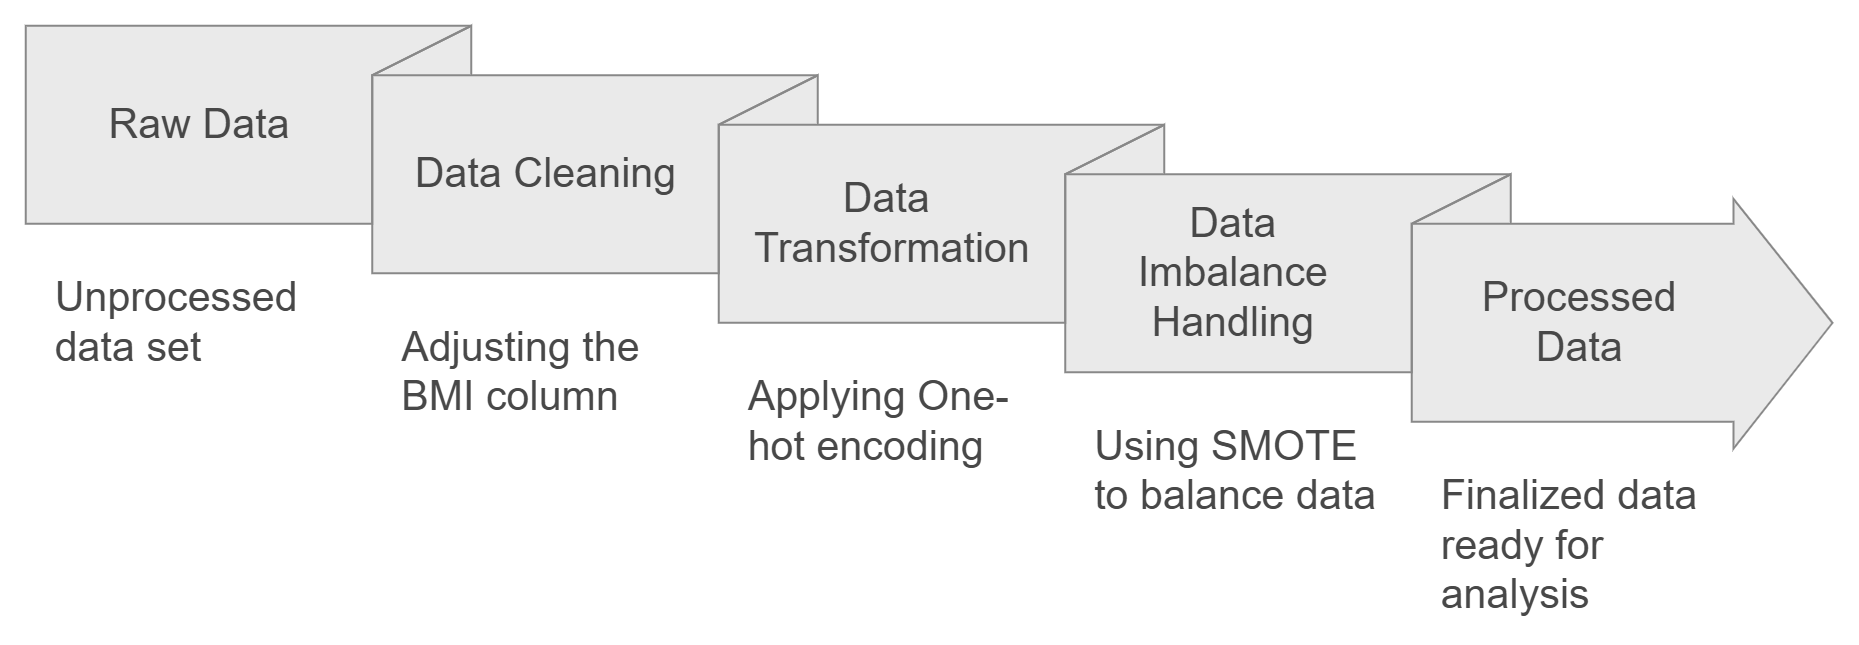 Raw Data
Unprocessed
data set
Data Cleaning
Adjusting the
BMI column
Data
Transformation
Applying One-
hot encoding
Data
Imbalance
Handling
Using SMOTE
to balance data
Processed
Data
Finalized data
ready for
analysis